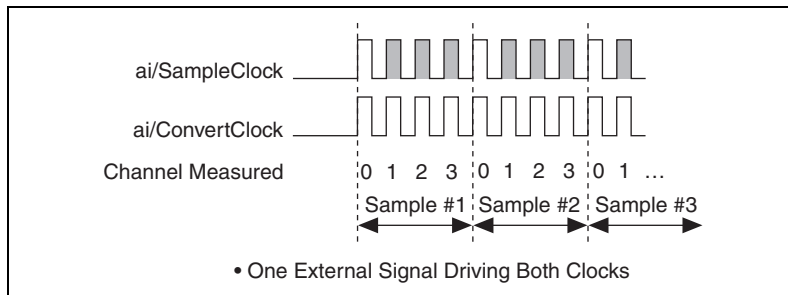 ai/SampleClock
ai/ConvertClock
Channel Measured 0 1 2 3 0 1 2 3 0 1 …
Sample #1 Sample #2 Sample #3
• One External Signal Driving Both Clocks